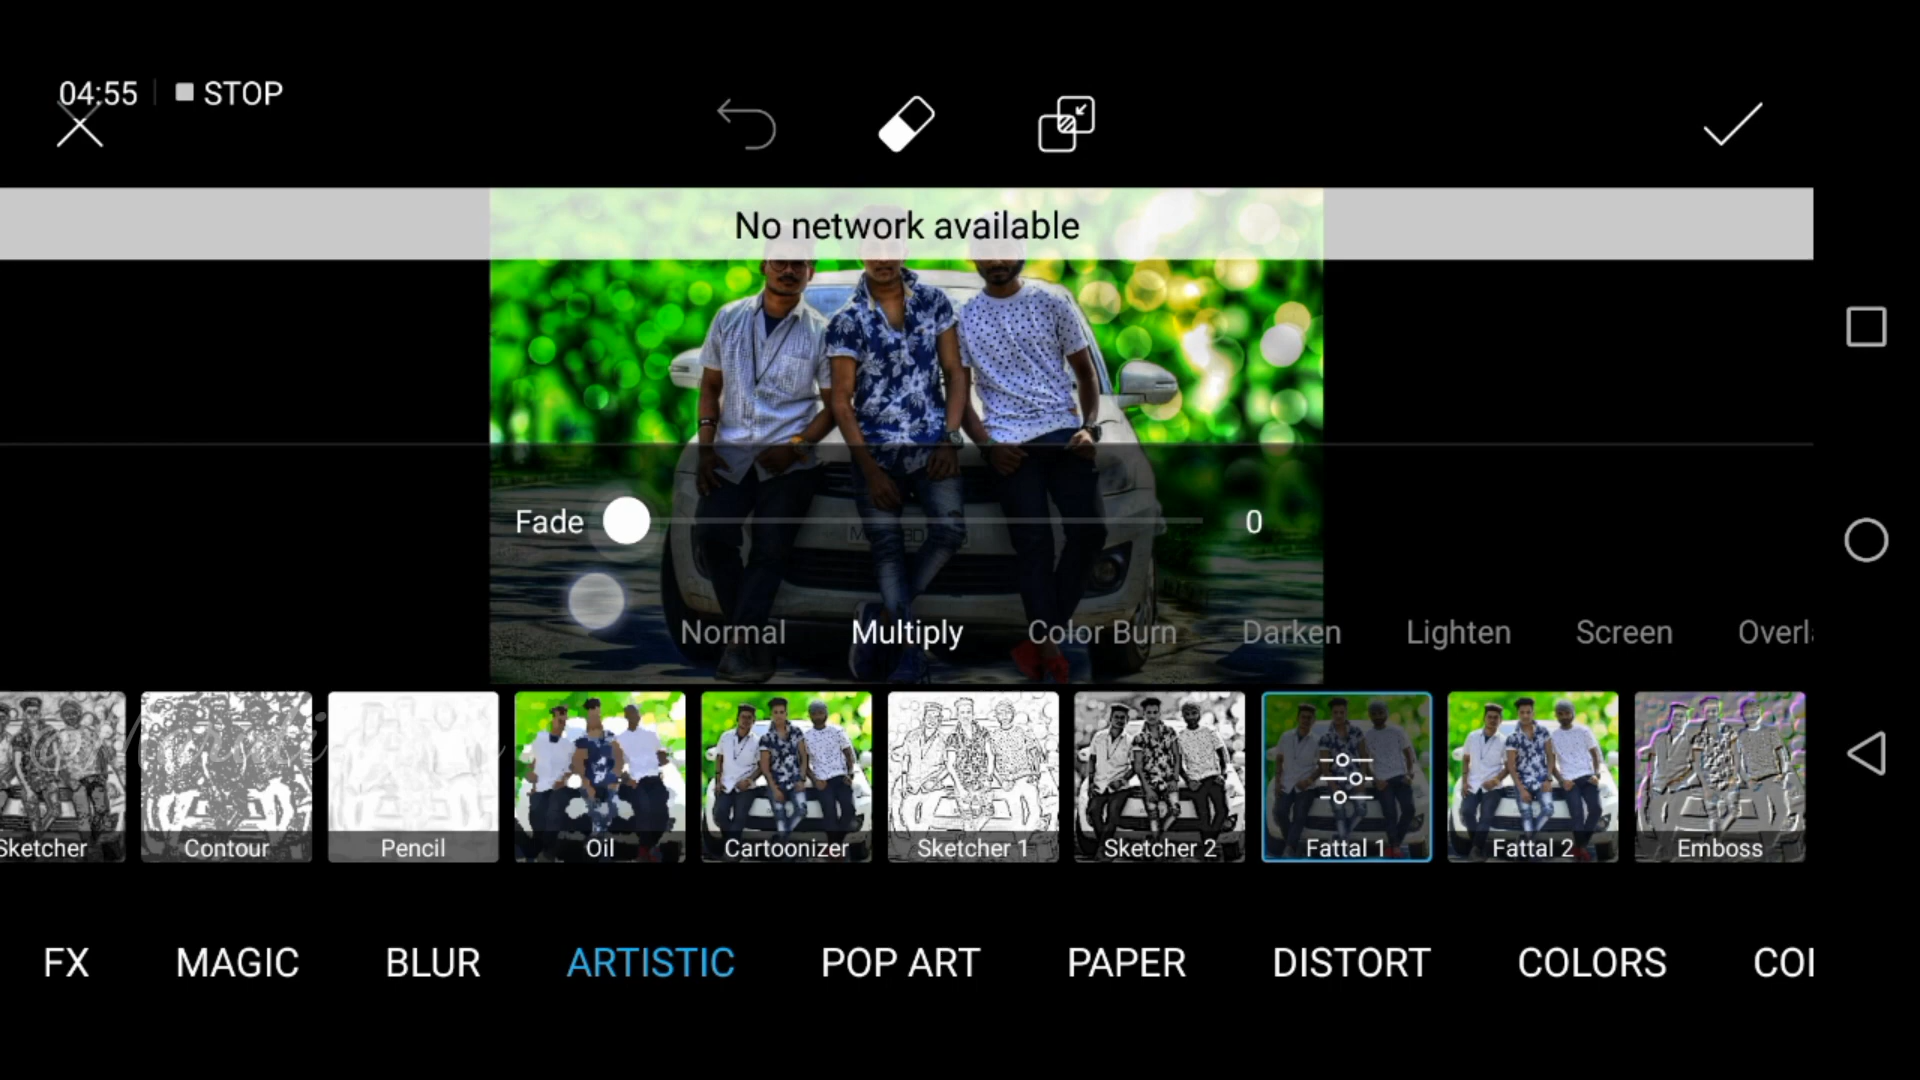 04:55 STOP
No network available
Fade 0
Normal Multiply Color Burn Darken Lighten Screen Overl
Sketcher Contour Pencil Oil Cartoonizer Sketcher 1 Sketcher 2 Fattal 1 Fattal 2 Emboss
FX MAGIC BLUR ARTISTIC POP ART PAPER DISTORT COLORS COL